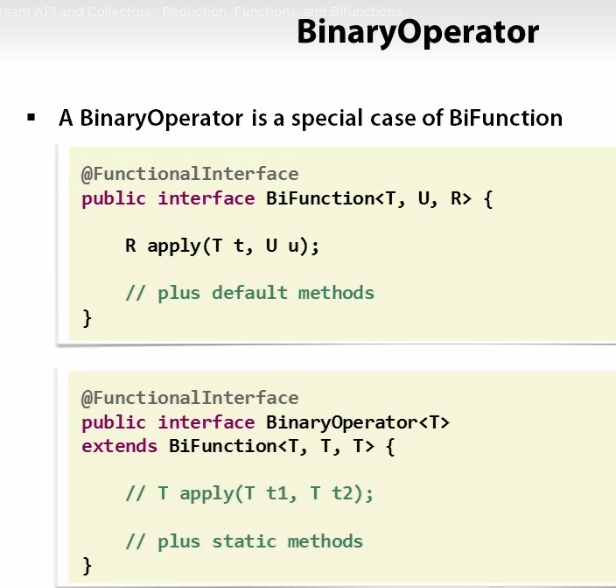 ream API and Collectors : Reduction, Functions, and Bifunctions
BinaryOperator
▪ A BinaryOperator is a special case of BiFunction
@FunctionalInterface
public interface BiFunction<T, U, R> {
R apply(T t, U u);
// plus default methods
}
@FunctionalInterface
public interface BinaryOperator<T>
extends BiFunction<T, T, T> {
// T apply(T t1, T t2);
// plus static methods
}